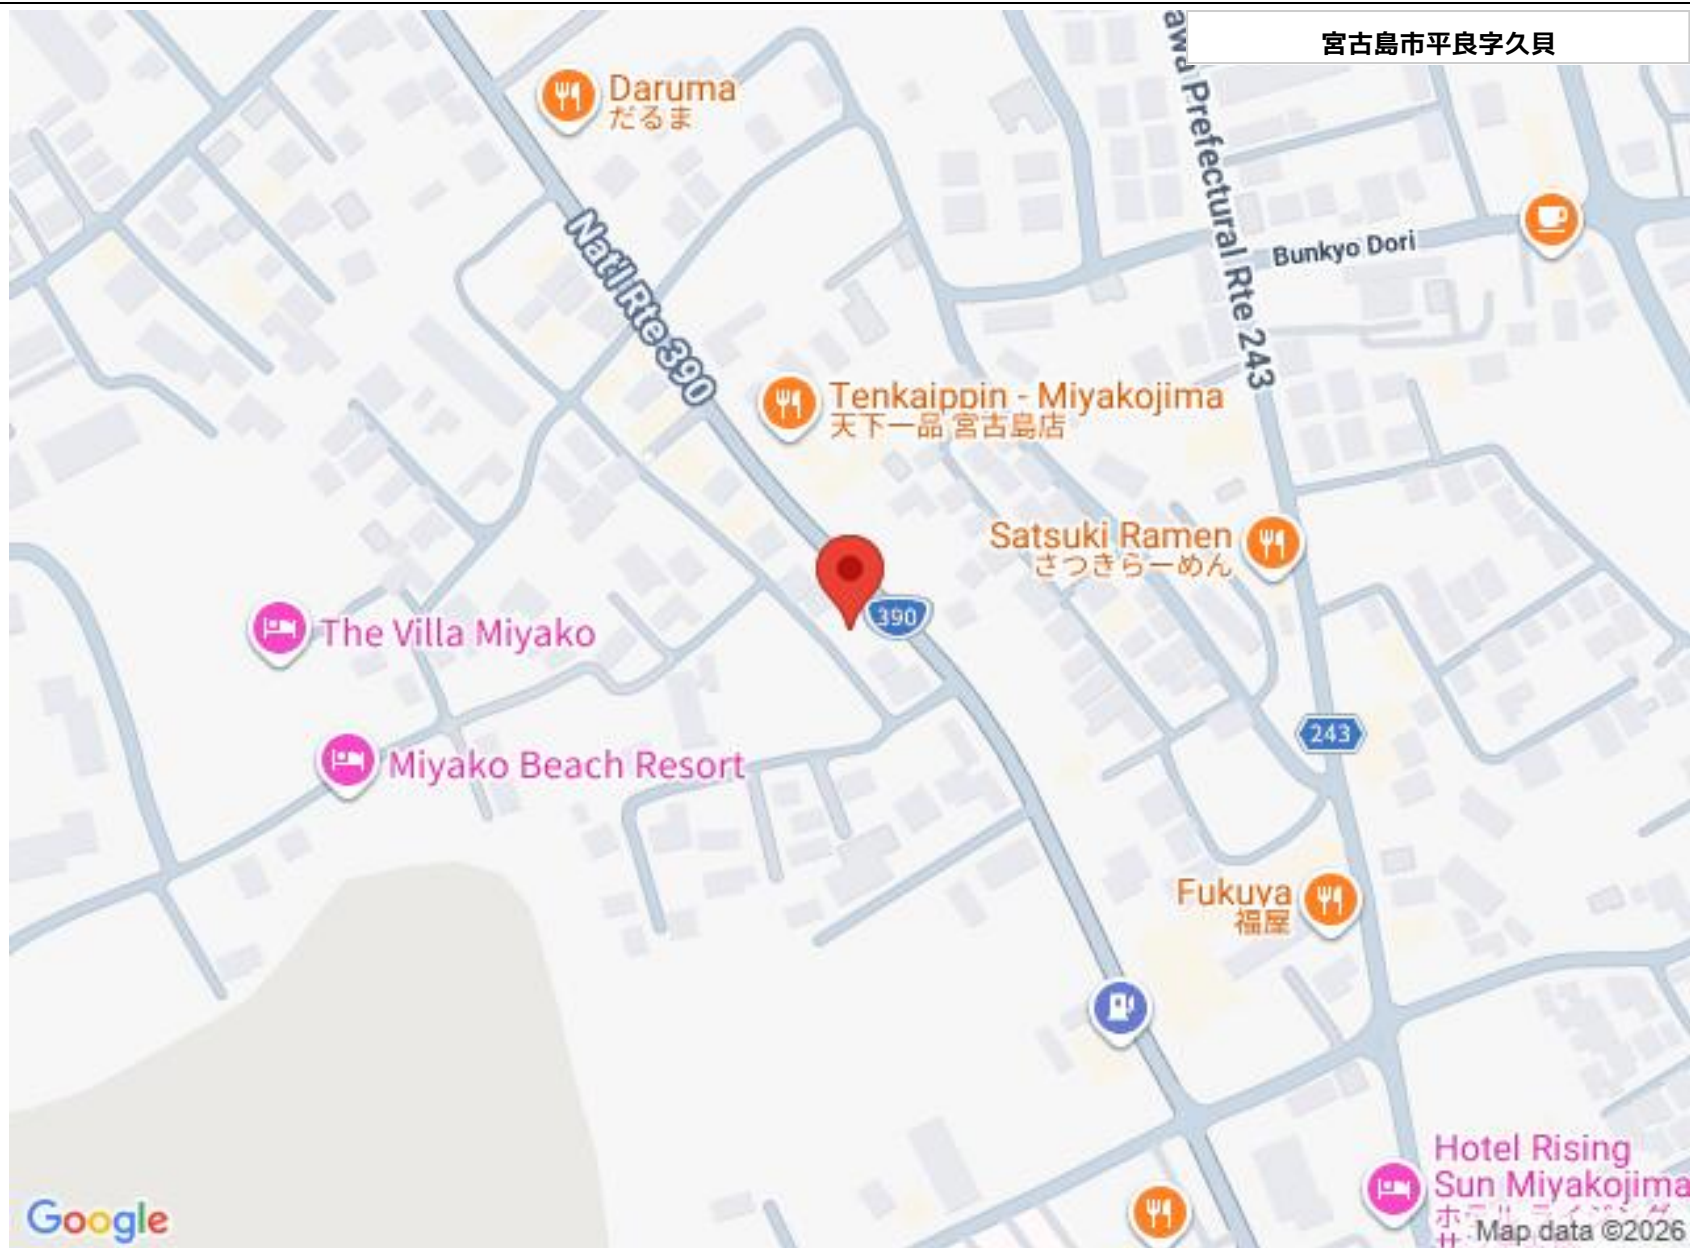 宮古島市平良字久貝
Daruma
だるま
awa Prefectural Rte 243
Bunkyo Dori
Nat'l Rte 390
Tenkaippin - Miyakojima
天下一品 宮古島店
Satsuki Ramen
さつきらーめん
390
The Villa Miyako
243
Miyako Beach Resort
Fukuya
福屋
Hotel Rising
Sun Miyakojima
Google
Map data ©2026